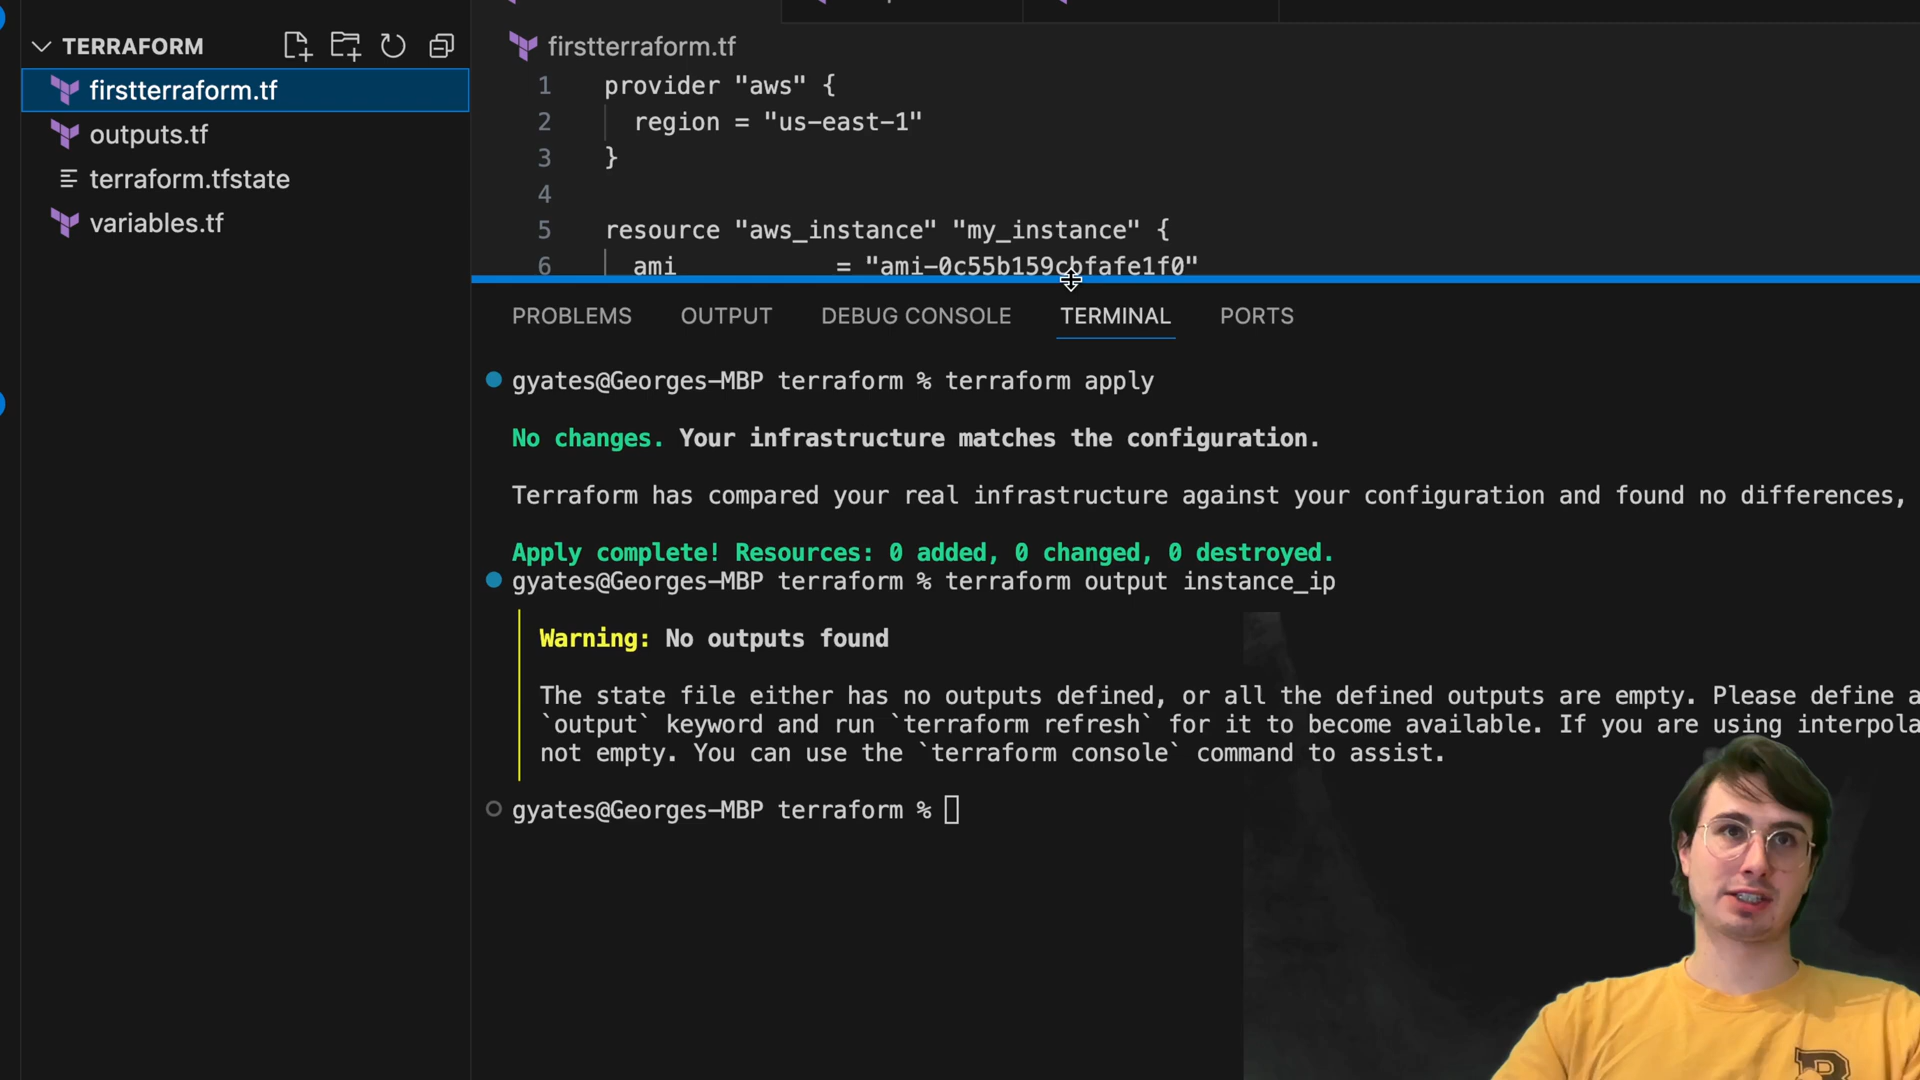 TERRAFORM
firstterraform.tf
outputs.tf
terraform.tfstate
variables.tf
firstterraform.tf
1 provider "aws" {
2 region = "us-east-1"
3 }
4
5 resource "aws_instance" "my_instance" {
6 ami = "ami-0c55b159cbfafe1f0"
PROBLEMS OUTPUT DEBUG CONSOLE TERMINAL PORTS
gyates@Georges-MBP terraform % terraform apply
No changes. Your infrastructure matches the configuration.
Terraform has compared your real infrastructure against your configuration and found no differences,
Apply complete! Resources: 0 added, 0 changed, 0 destroyed.
gyates@Georges-MBP terraform % terraform output instance_ip
Warning: No outputs found
The state file either has no outputs defined, or all the defined outputs are empty. Please define a
`output` keyword and run `terraform refresh` for it to become available. If you are using interpola
not empty. You can use the `terraform console` command to assist.
gyates@Georges-MBP terraform %